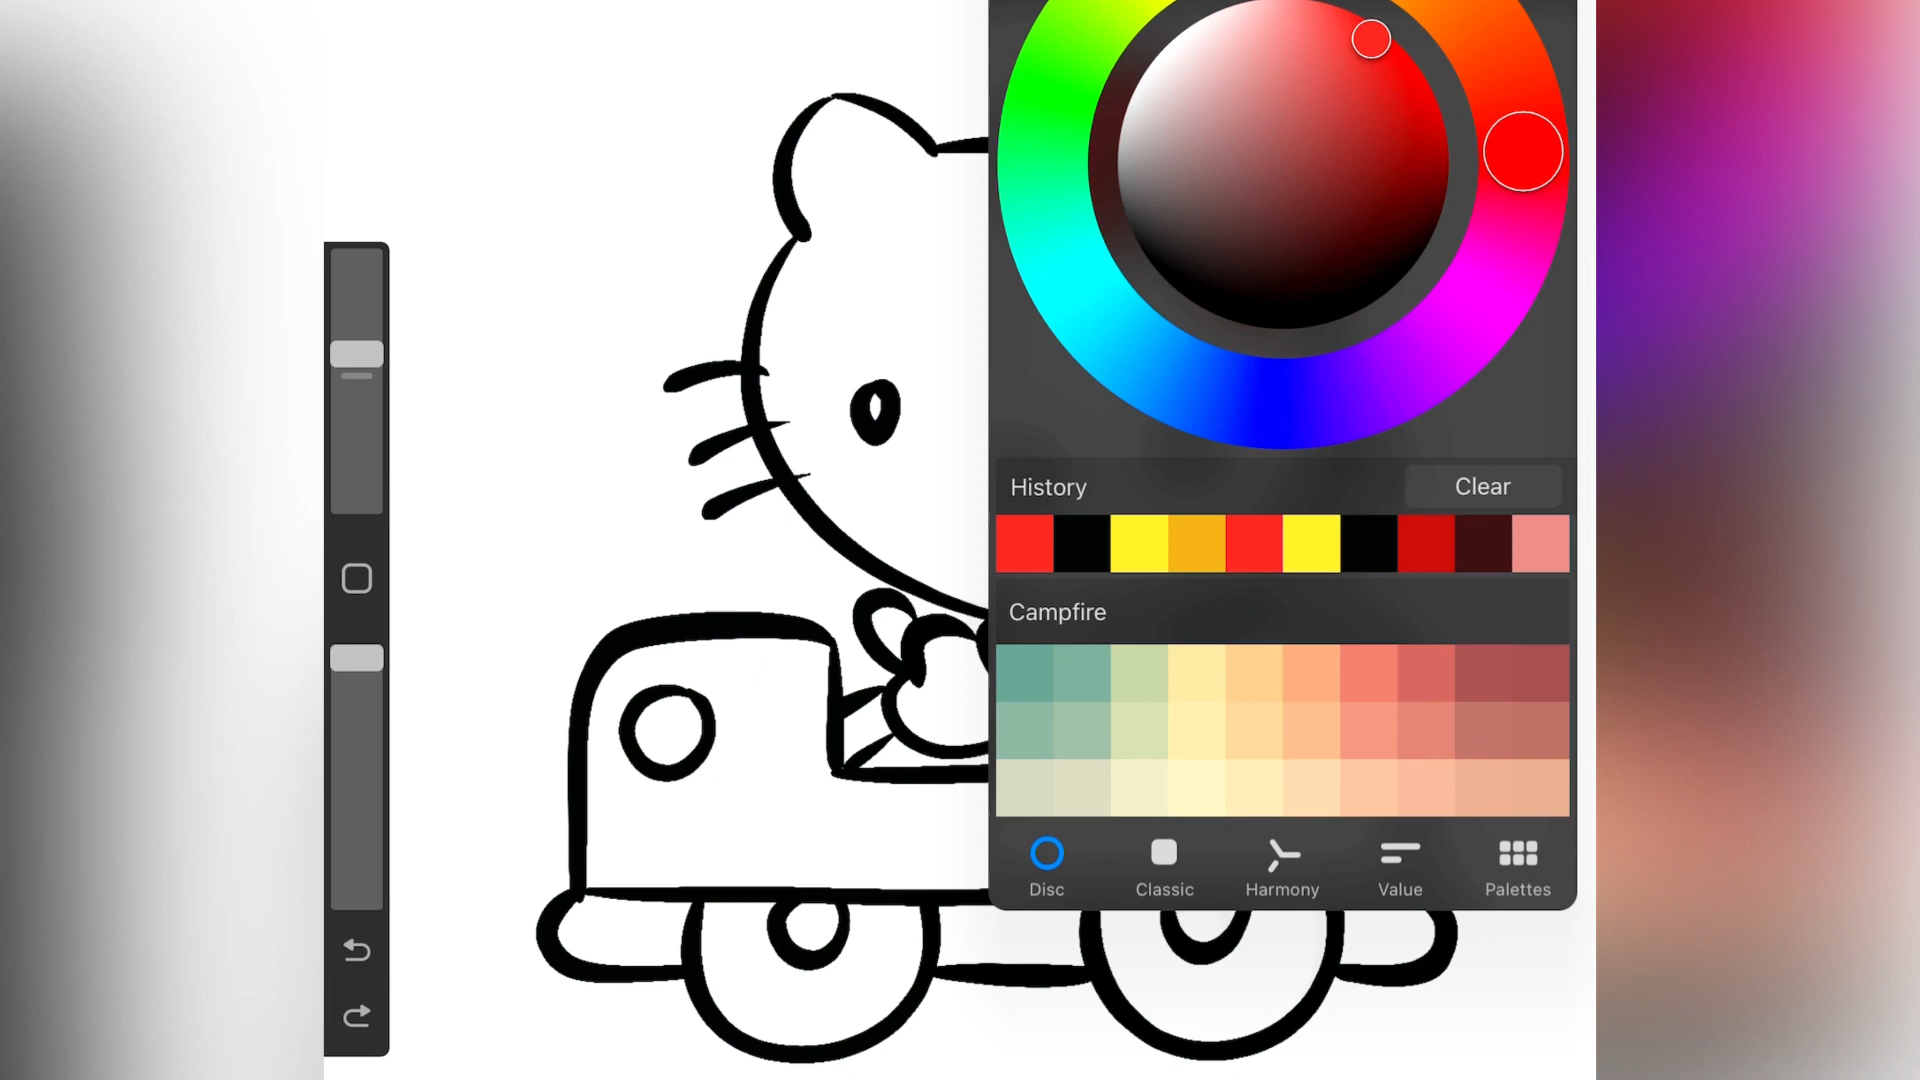 History
Clear
Campfire
Disc
Classic
Harmony
Value
Palettes